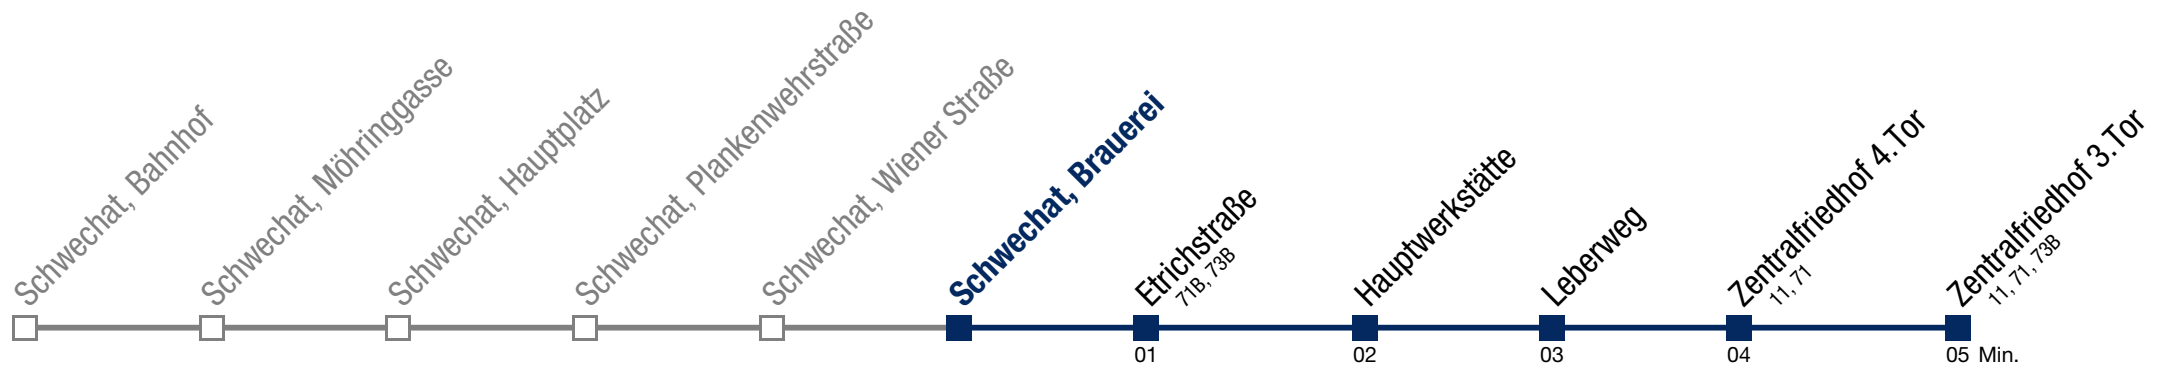 Schwechat, Bahnhof
Schwechat, Möhringgasse
Schwechat, Hauptplatz
Schwechat, Plankenwehrstraße
Schwechat, Wiener Straße
Schwechat, Brauerei
Etrichstraße
71B, 73B
Hauptwerkstätte
Leberweg
Zentralfriedhof 4.Tor
11, 71
Zentralfriedhof 3.Tor
11, 71, 73B
01 02 03 04 05 Min.